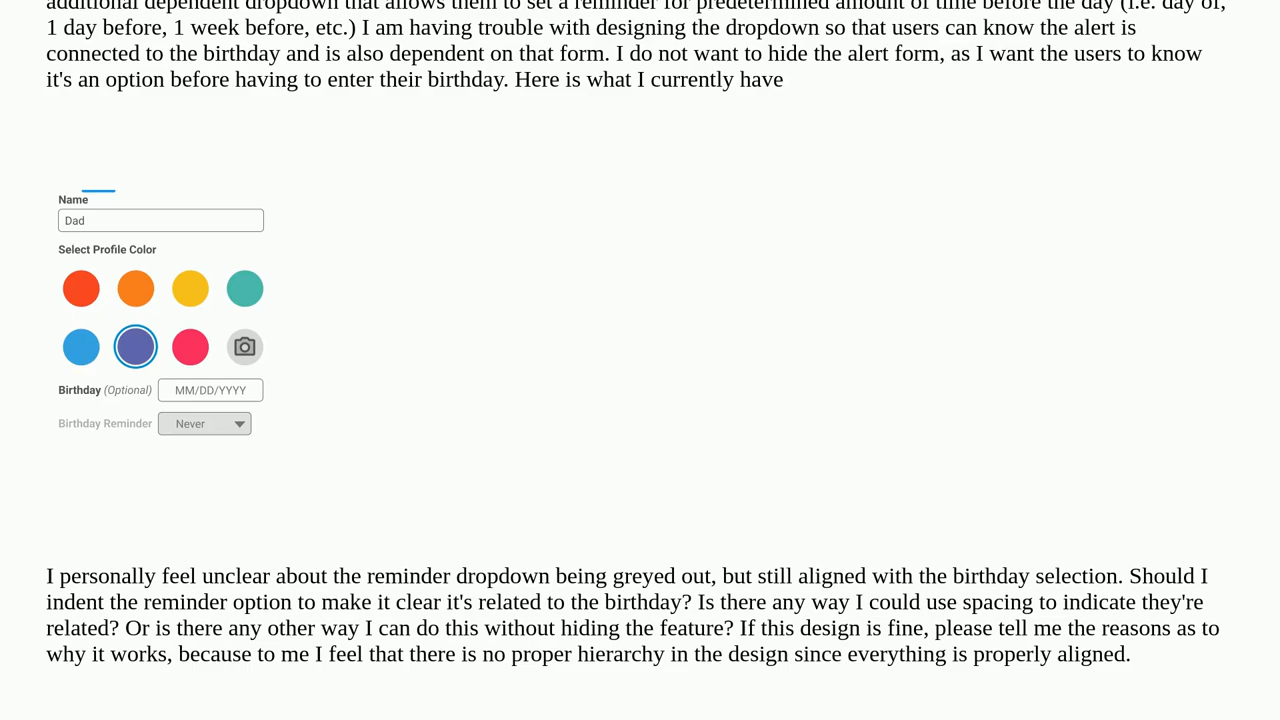 additional dependent dropdown that allows them to set a reminder for predetermined amount of time before the day (i.e. day of,
1 day before, 1 week before, etc.) I am having trouble with designing the dropdown so that users can know the alert is
connected to the birthday and is also dependent on that form. I do not want to hide the alert form, as I want the users to know
it's an option before having to enter their birthday. Here is what I currently have
Name
Dad
Select Profile Color
Birthday (Optional) MM/DD/YYYY
Birthday Reminder Never
I personally feel unclear about the reminder dropdown being greyed out, but still aligned with the birthday selection. Should I
indent the reminder option to make it clear it's related to the birthday? Is there any way I could use spacing to indicate they're
related? Or is there any other way I can do this without hiding the feature? If this design is fine, please tell me the reasons as to
why it works, because to me I feel that there is no proper hierarchy in the design since everything is properly aligned.